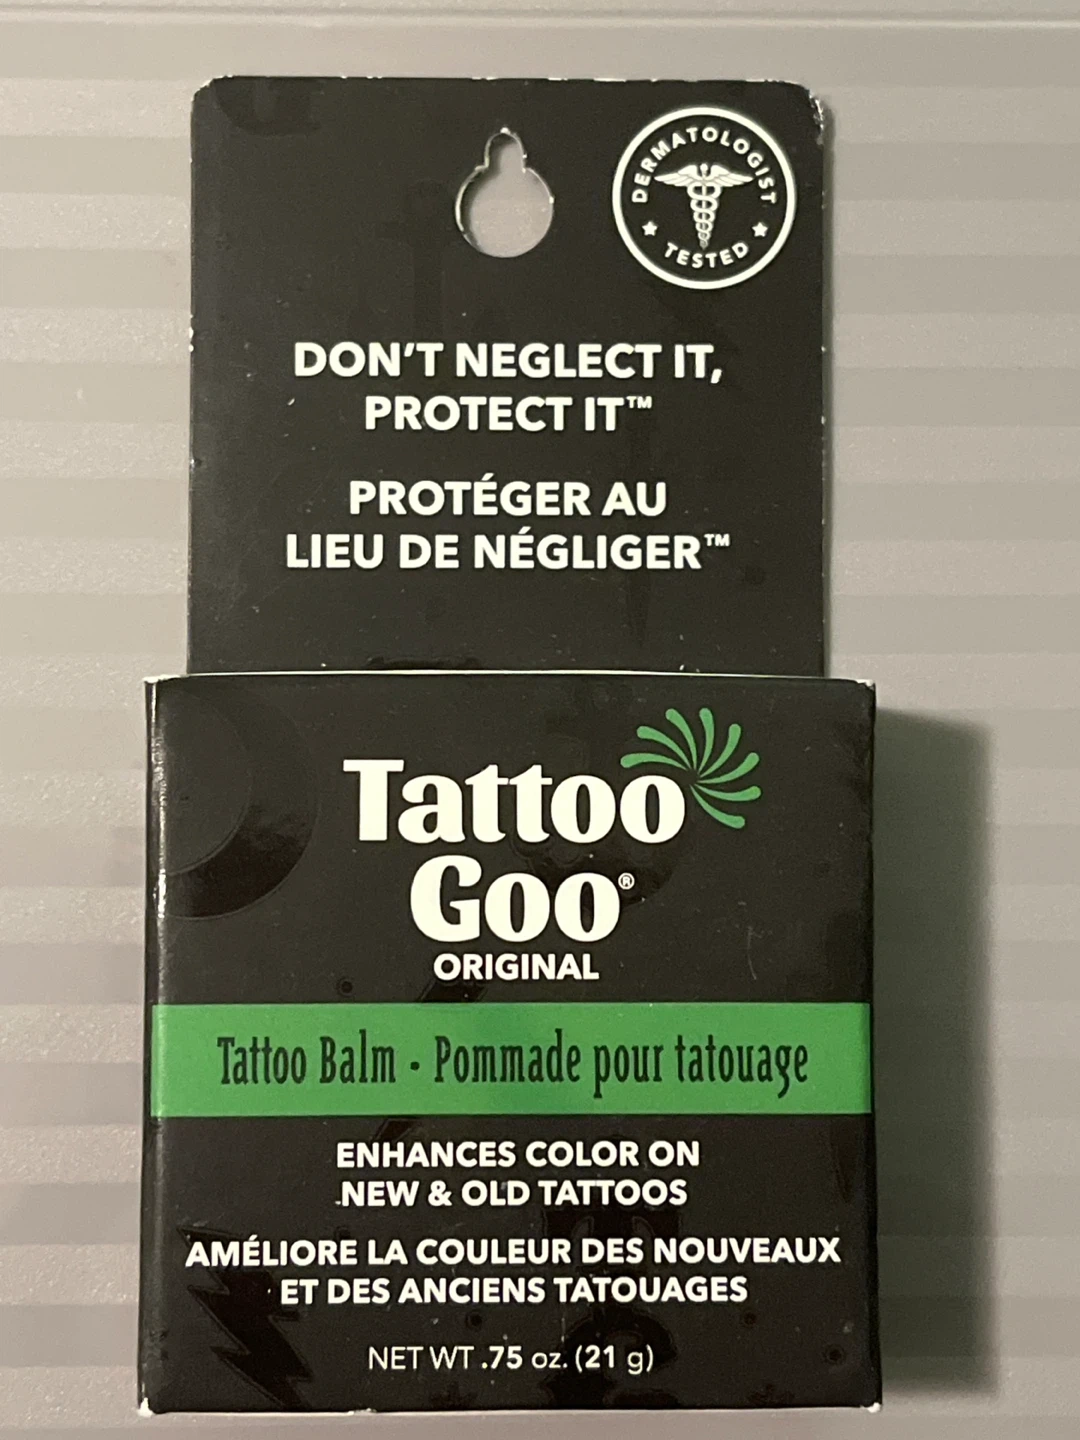 DERMATOLOGIST
TESTED
DON'T NEGLECT IT,
PROTECT IT™
PROTÉGER AU
LIEU DE NÉGLIGER™
Tattoo
Goo®
ORIGINAL
Tattoo Balm - Pommade pour tatouage
ENHANCES COLOR ON
NEW & OLD TATTOOS
AMÉLIORE LA COULEUR DES NOUVEAUX
ET DES ANCIENS TATOUAGES
NET WT .75 oz. (21 g)